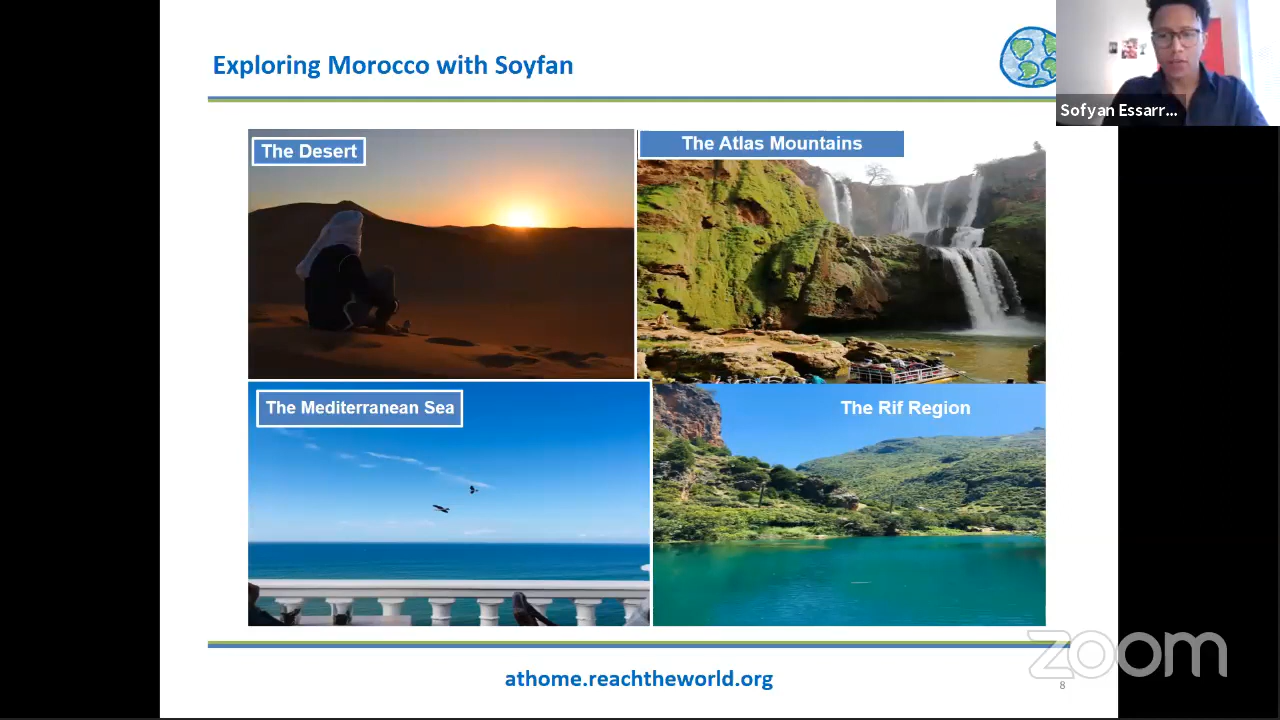 Exploring Morocco with Soyfan
Sofyan Essarr...
The Desert
The Atlas Mountains
The Mediterranean Sea
The Rif Region
athome.reachtheworld.org
zoom
8